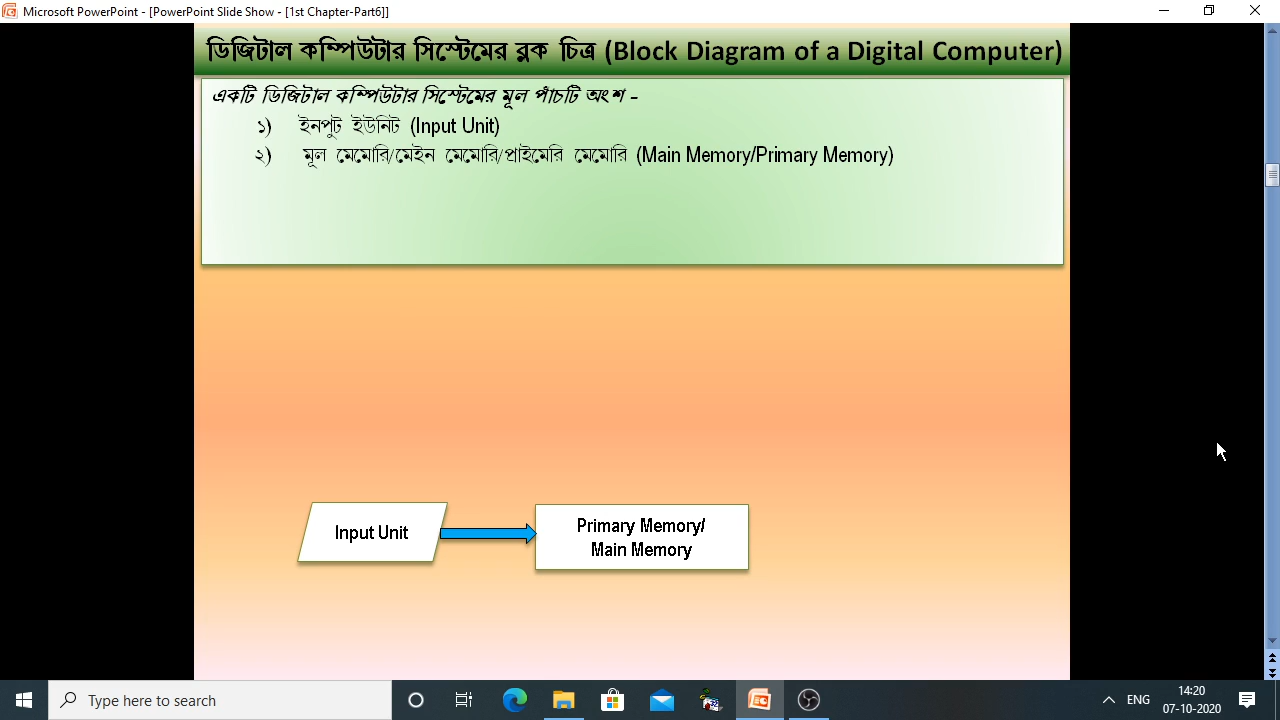 Microsoft PowerPoint - [PowerPoint Slide Show - [1st Chapter-Part6]]
ডিজিটাল কম্পিউটার সিস্টেমের ব্লক চিত্র (Block Diagram of a Digital Computer)
একটি ডিজিটাল কম্পিউটার সিস্টেমের মূল পাঁচটি অংশ -
১) ইনপুট ইউনিট (Input Unit)
২) মূল মেমোরি/মেইন মেমোরি/প্রাইমেরি মেমোরি (Main Memory/Primary Memory)
Input Unit
Primary Memory/
Main Memory
Type here to search
ENG
14:20
07-10-2020